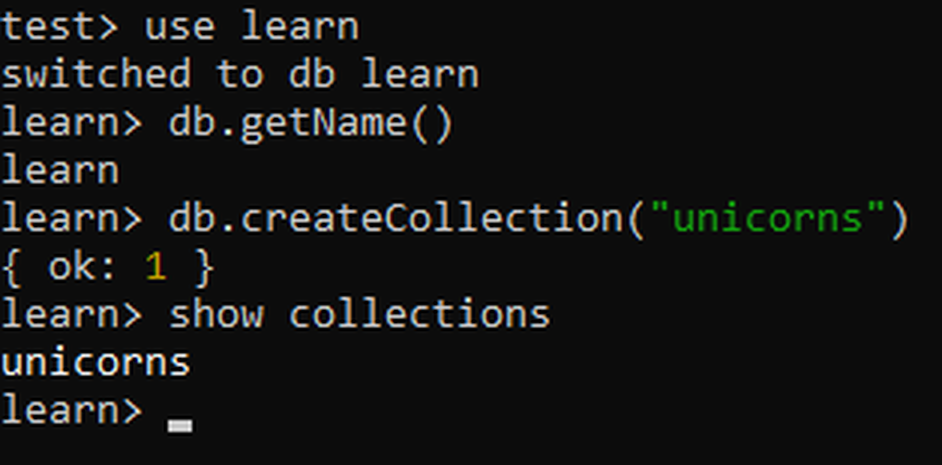 test> use learn
switched to db learn
learn> db.getName()
learn
learn> db.createCollection("unicorns")
{ ok: 1 }
learn> show collections
unicorns
learn>